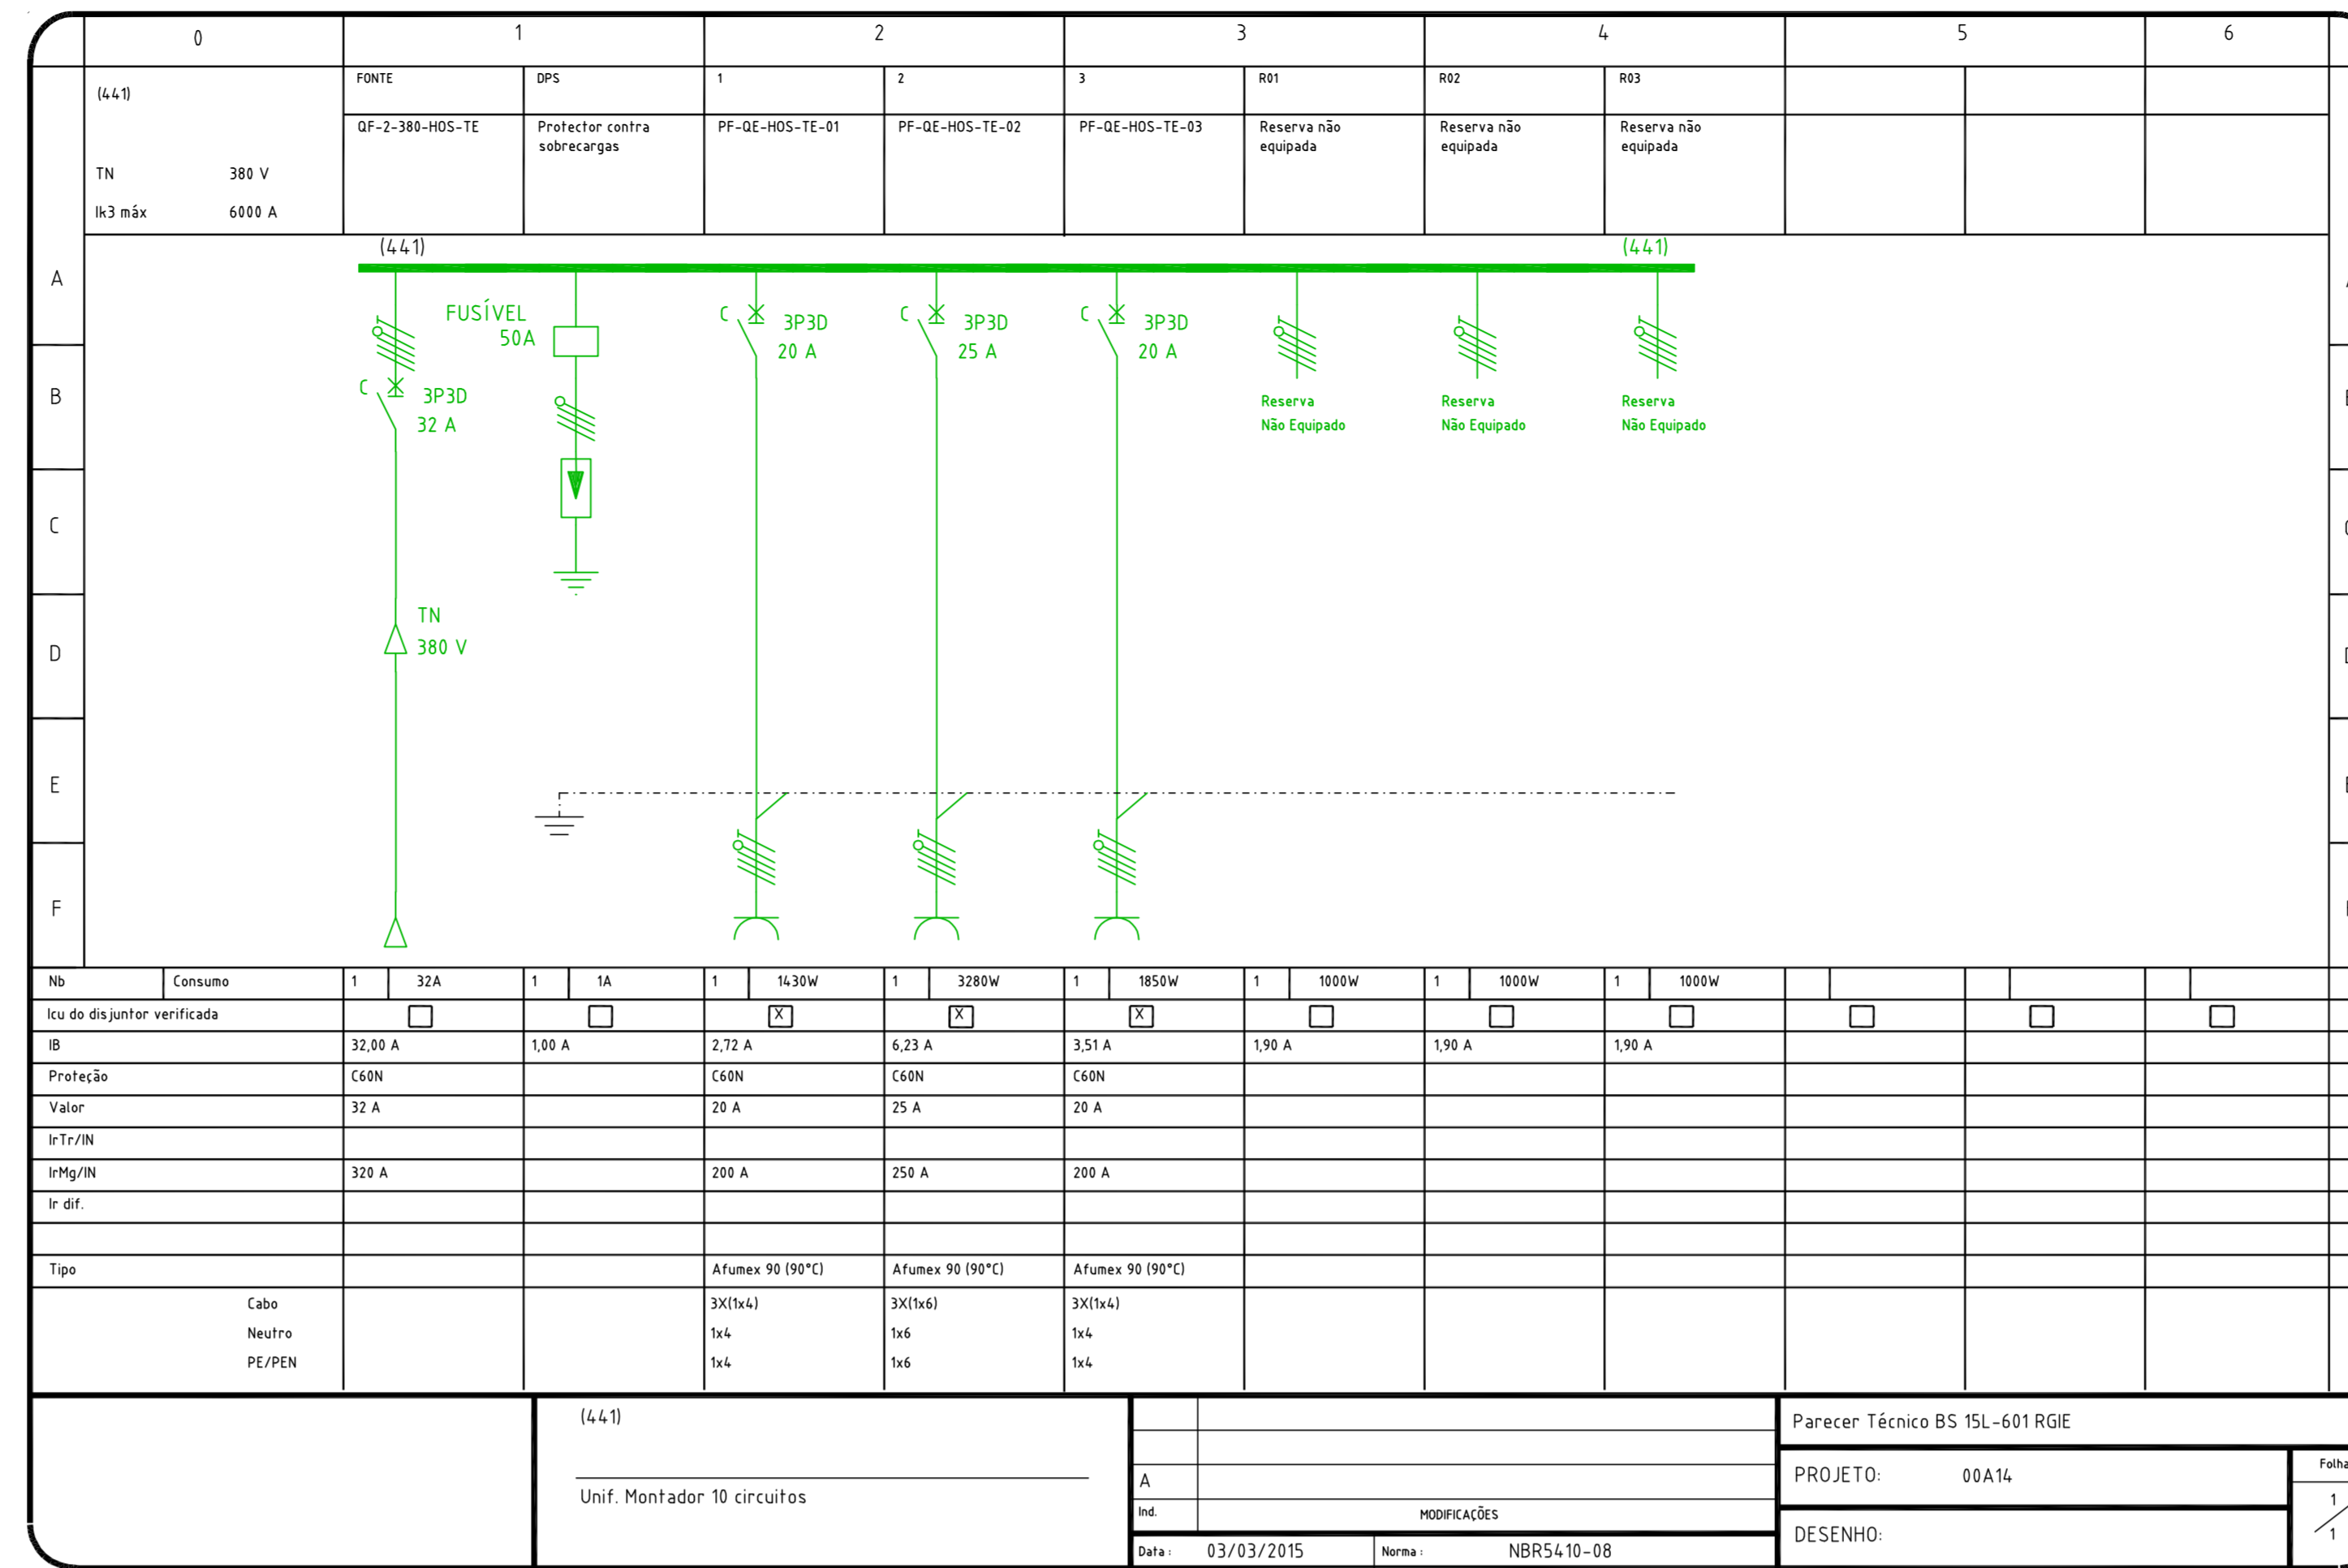 0 1 2 3 4 5 6
FONTE DPS 1 2 3 R01 R02 R03
(441)
QF-2-380-HOS-TE Protector contra PF-QE-HOS-TE-01 PF-QE-HOS-TE-02 PF-QE-HOS-TE-03 Reserva não Reserva não Reserva não
sobrecargas equipada equipada equipada
TN 380 V
Ik3 máx 6000 A
(441) (441)
A
FUSÍVEL
50A
C 3P3D C 3P3D C 3P3D
20 A 25 A 20 A
B
C 3P3D
32 A
Reserva Reserva Reserva
Não Equipado Não Equipado Não Equipado
C
TN
D 380 V
E
F
Nb Consumo 1 32A 1 1A 1 1430W 1 3280W 1 1850W 1 1000W 1 1000W 1 1000W
Icu do disjuntor verificada X X X
IB 32,00 A 1,00 A 2,72 A 6,23 A 3,51 A 1,90 A 1,90 A 1,90 A
Proteção C60N C60N C60N C60N
Valor 32 A 20 A 25 A 20 A
IrTr/IN
IrMg/IN 320 A 200 A 250 A 200 A
Ir dif.
Tipo Afumex 90 (90°C) Afumex 90 (90°C) Afumex 90 (90°C)
Cabo 3X(1x4) 3X(1x6) 3X(1x4)
Neutro 1x4 1x6 1x4
PE/PEN 1x4 1x6 1x4
(441)
Unif. Montador 10 circuitos
A
Ind. MODIFICAÇÕES
Data : 03/03/2015 Norma : NBR5410-08
Parecer Técnico BS 15L-601 RGIE
PROJETO: 00A14
DESENHO:
Folha
1
1